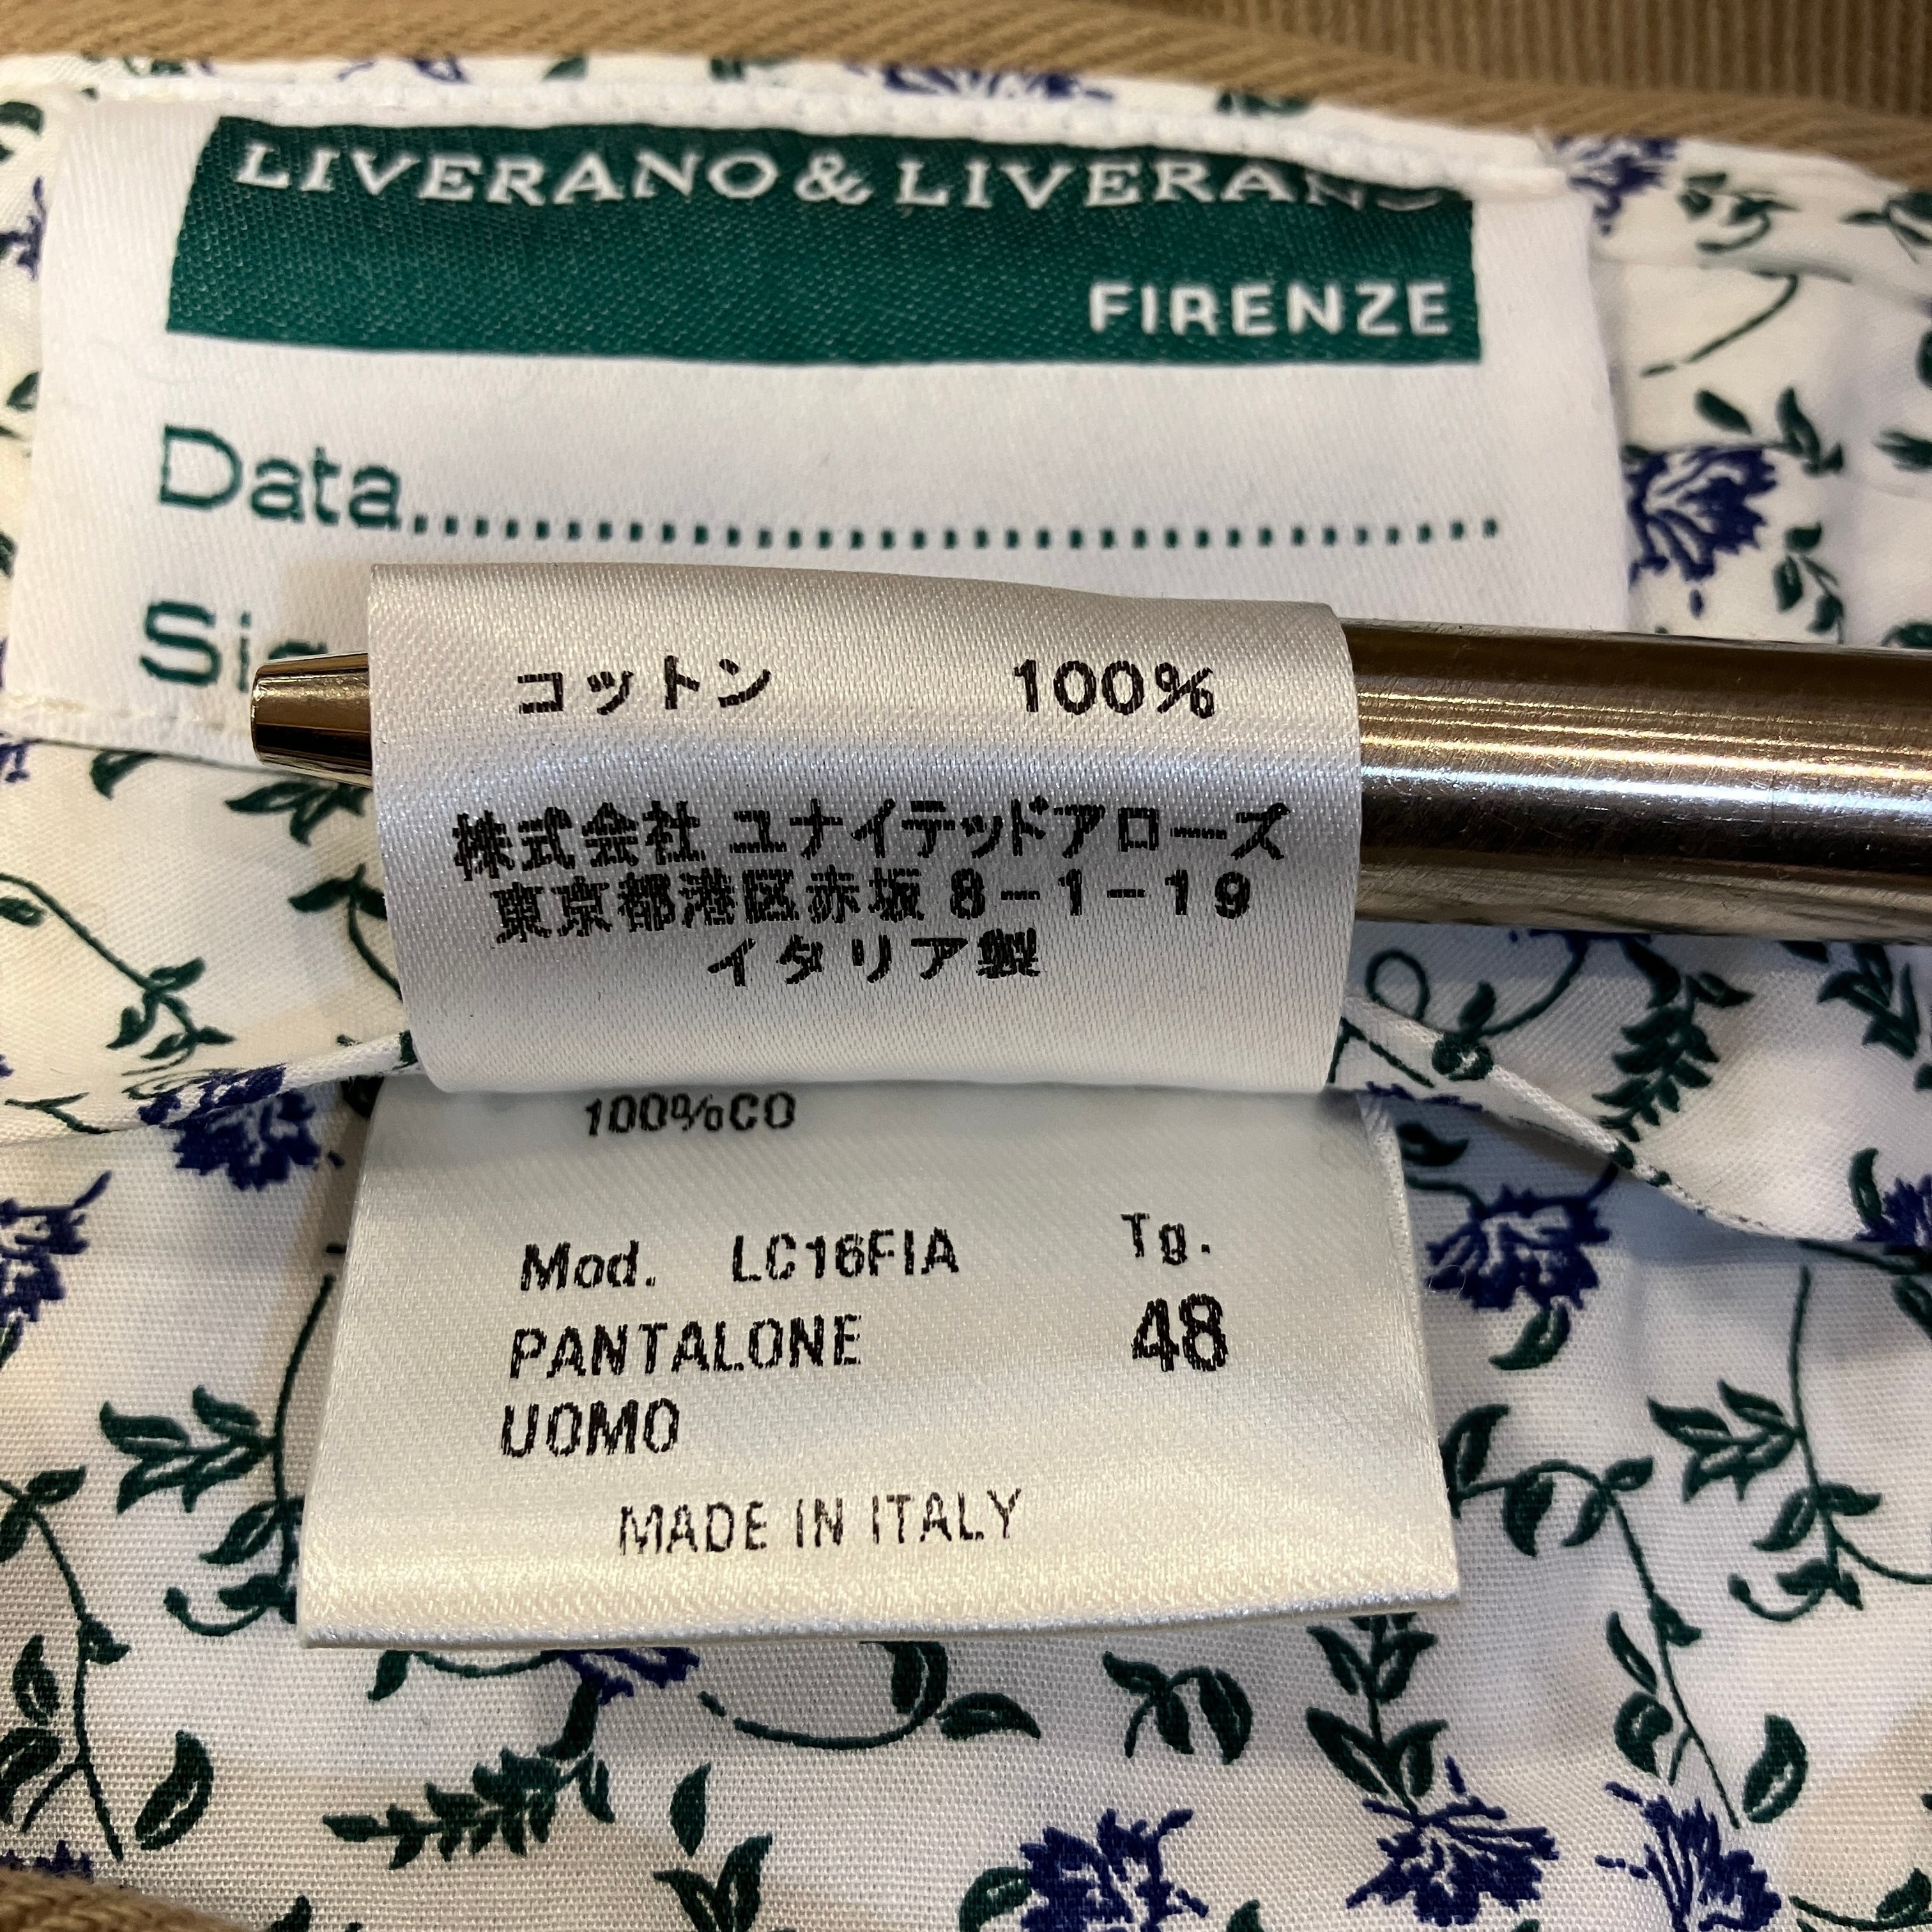 LIVERANO & LIVERANO
FIRENZE
Data........................................
コットン 100%
株式会社 ユナイテッドアローズ
東京都港区赤坂 8-1-19
イタリア製
100%CO
Mod. LC16FIA Tg.
PANTALONE 48
UOMO
MADE IN ITALY